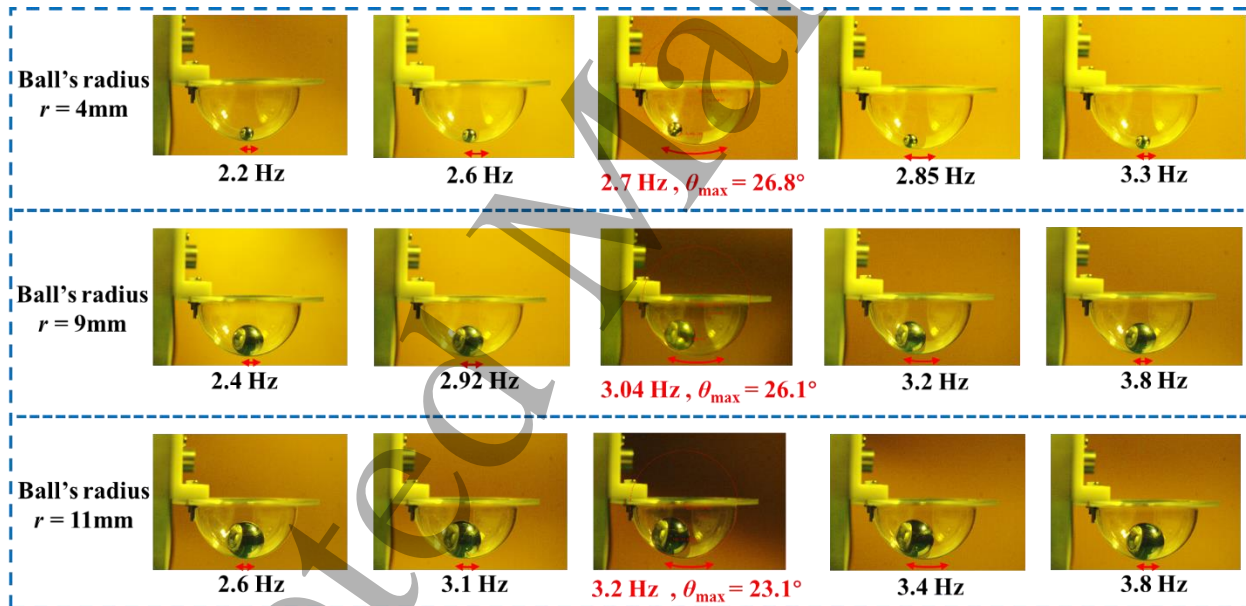 Ball's radius
r = 4mm
2.2 Hz
2.6 Hz
2.7 Hz , θmax = 26.8°
2.85 Hz
3.3 Hz
Ball's radius
r = 9mm
2.4 Hz
2.92 Hz
3.04 Hz , θmax = 26.1°
3.2 Hz
3.8 Hz
Ball's radius
r = 11mm
2.6 Hz
3.1 Hz
3.2 Hz , θmax = 23.1°
3.4 Hz
3.8 Hz